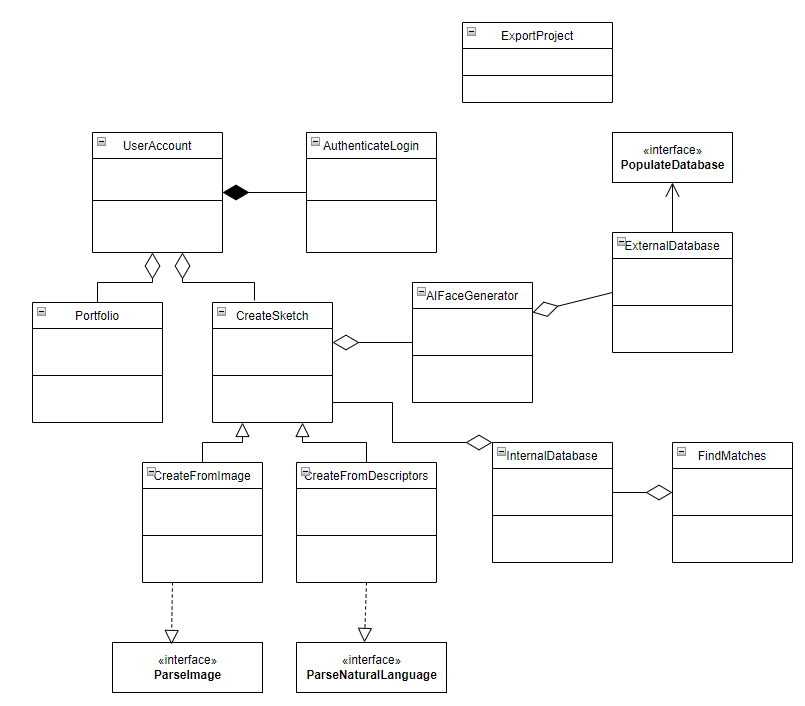 ExportProject
UserAccount
AuthenticateLogin
«interface»
PopulateDatabase
ExternalDatabase
AIFaceGenerator
Portfolio
CreateSketch
InternalDatabase
FindMatches
CreateFromImage
CreateFromDescriptors
«interface»
ParseImage
«interface»
ParseNaturalLanguage